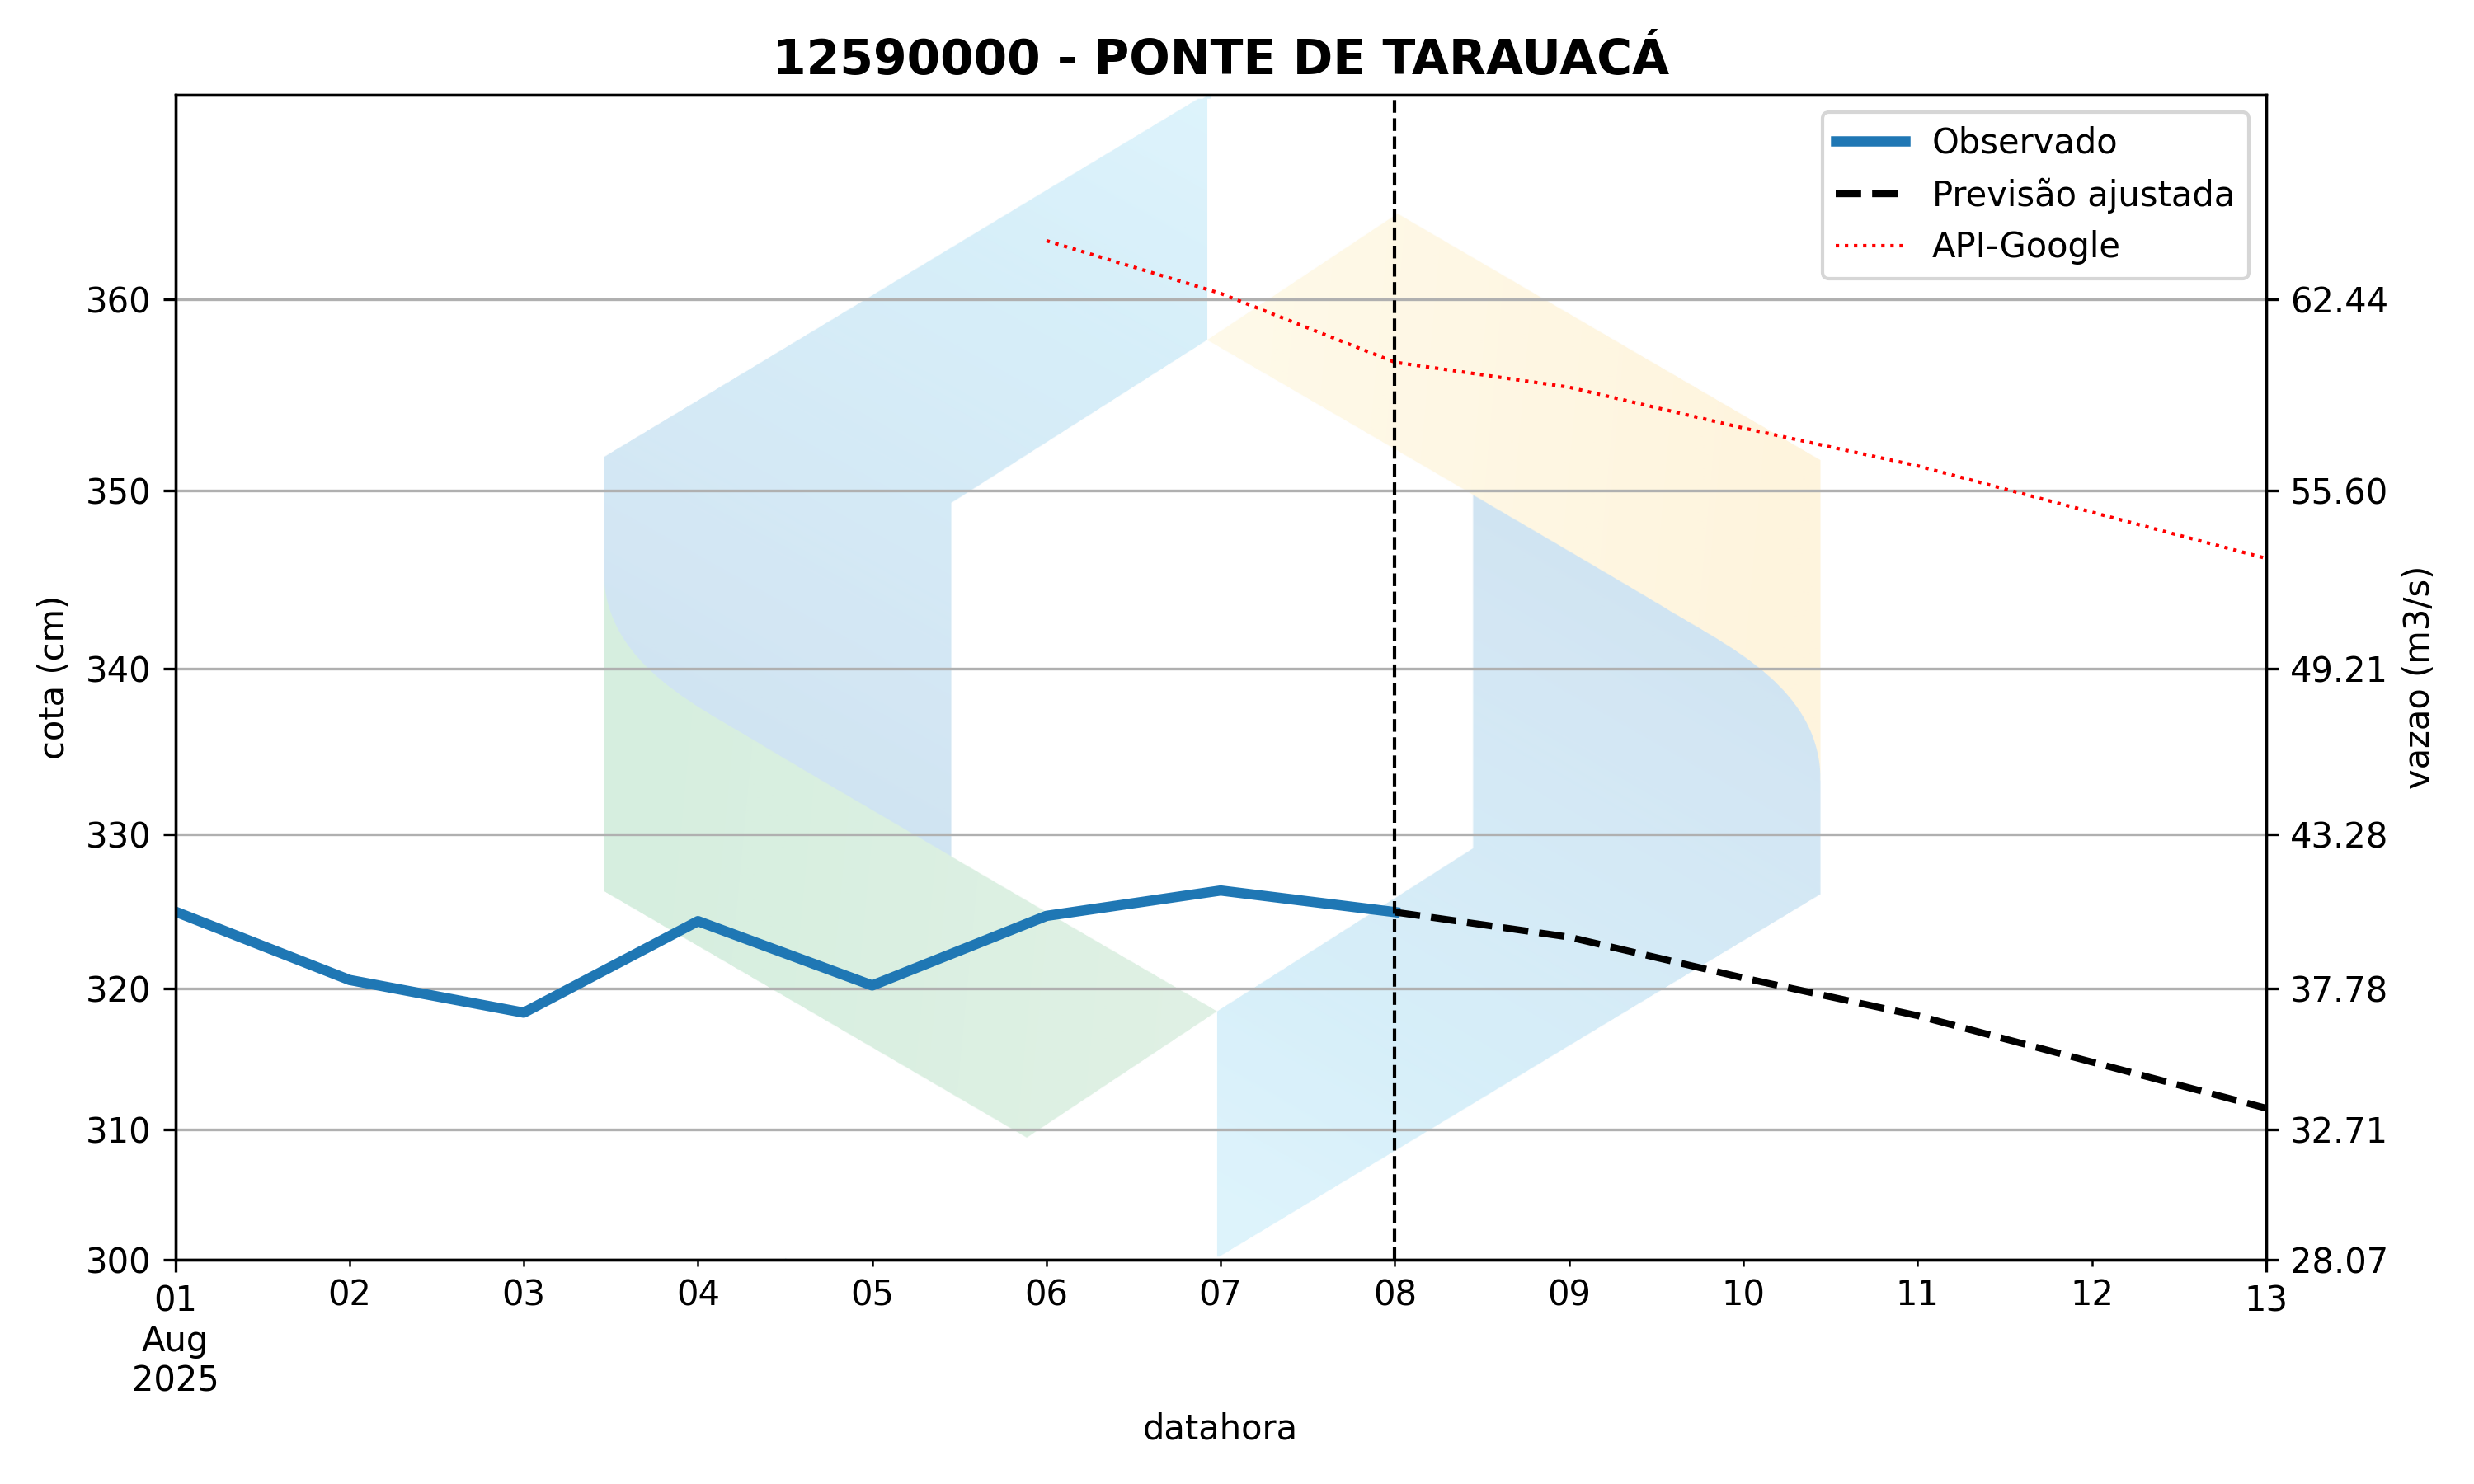 12590000 - PONTE DE TARAUACÁ
Observado
Previsão ajustada
API-Google
cota (cm)
360
350
340
330
320
310
300
62.44
55.60
49.21
43.28
37.78
32.71
28.07
vazao (m3/s)
01 02 03 04 05 06 07 08 09 10 11 12 13
Aug
2025
datahora